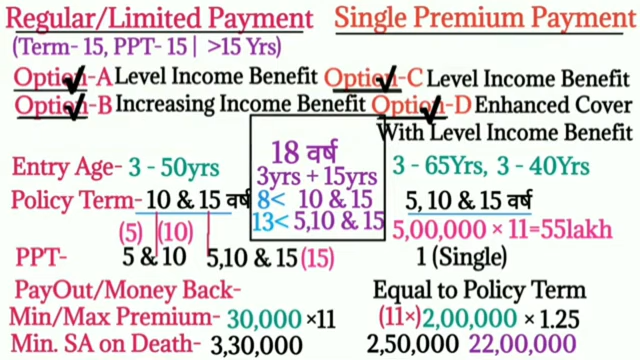 Regular/Limited Payment
(Term- 15, PPT- 15 | >15 Yrs)
Option-A Level Income Benefit
Option-B Increasing Income Benefit
Single Premium Payment
Option-C Level Income Benefit
Option-D Enhanced Cover
With Level Income Benefit
18 वर्ष
3yrs + 15yrs
8< 10 & 15
13< 5,10 & 15
Entry Age- 3 - 50yrs
3 - 65Yrs, 3 - 40Yrs
Policy Term- 10 & 15 वर्ष
5, 10 & 15 वर्ष
(5) (10)
5,00,000 × 11=55lakh
PPT- 5 & 10 5,10 & 15 (15)
1 (Single)
PayOut/Money Back-
Equal to Policy Term
Min/Max Premium- 30,000 ×11
(11×) 2,00,000 × 1.25
Min. SA on Death- 3,30,000
2,50,000 22,00,000